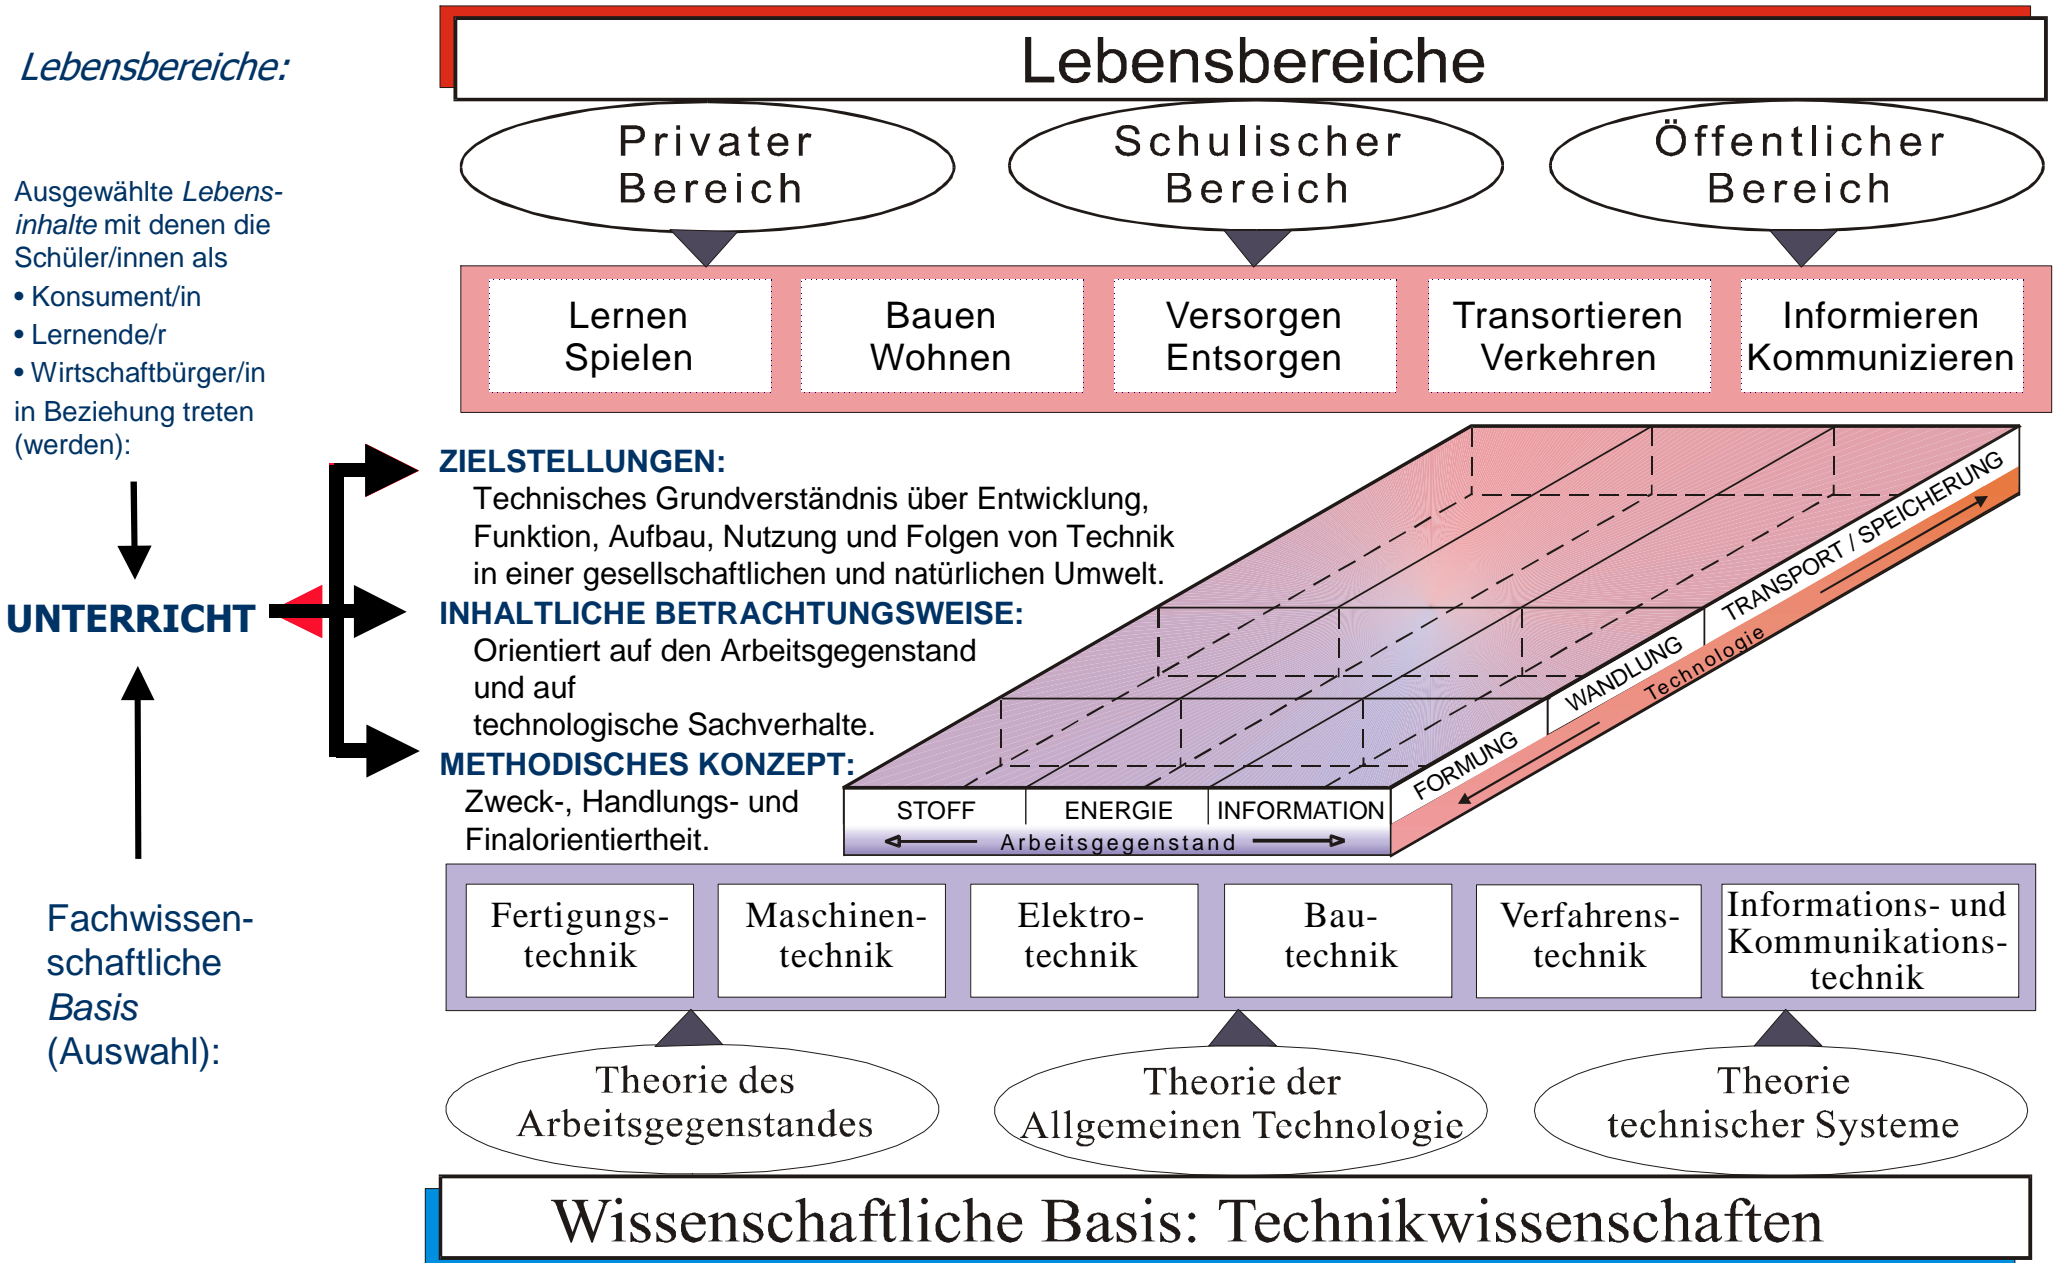 Lebensbereiche:
Ausgewählte Lebens-
inhalte mit denen die
Schüler/innen als
• Konsument/in
• Lernende/r
• Wirtschaftbürger/in
in Beziehung treten
(werden):
UNTERRICHT
Fachwissen-
schaftliche
Basis
(Auswahl):
Lebensbereiche
Privater
Bereich
Schulischer
Bereich
Öffentlicher
Bereich
Lernen
Spielen
Bauen
Wohnen
Versorgen
Entsorgen
Transortieren
Verkehren
Informieren
Kommunizieren
ZIELSTELLUNGEN:
Technisches Grundverständnis über Entwicklung,
Funktion, Aufbau, Nutzung und Folgen von Technik
in einer gesellschaftlichen und natürlichen Umwelt.
INHALTLICHE BETRACHTUNGSWEISE:
Orientiert auf den Arbeitsgegenstand
und auf
technologische Sachverhalte.
METHODISCHES KONZEPT:
Zweck-, Handlungs- und
Finalorientiertheit.
STOFF
ENERGIE
INFORMATION
Arbeitsgegenstand
FORMUNG
WANDLUNG
TRANSPORT / SPEICHERUNG
Technologie
Fertigungs-
technik
Maschinen-
technik
Elektro-
technik
Bau-
technik
Verfahrens-
technik
Informations- und
Kommunikations-
technik
Theorie des
Arbeitsgegenstandes
Theorie der
Allgemeinen Technologie
Theorie
technischer Systeme
Wissenschaftliche Basis: Technikwissenschaften